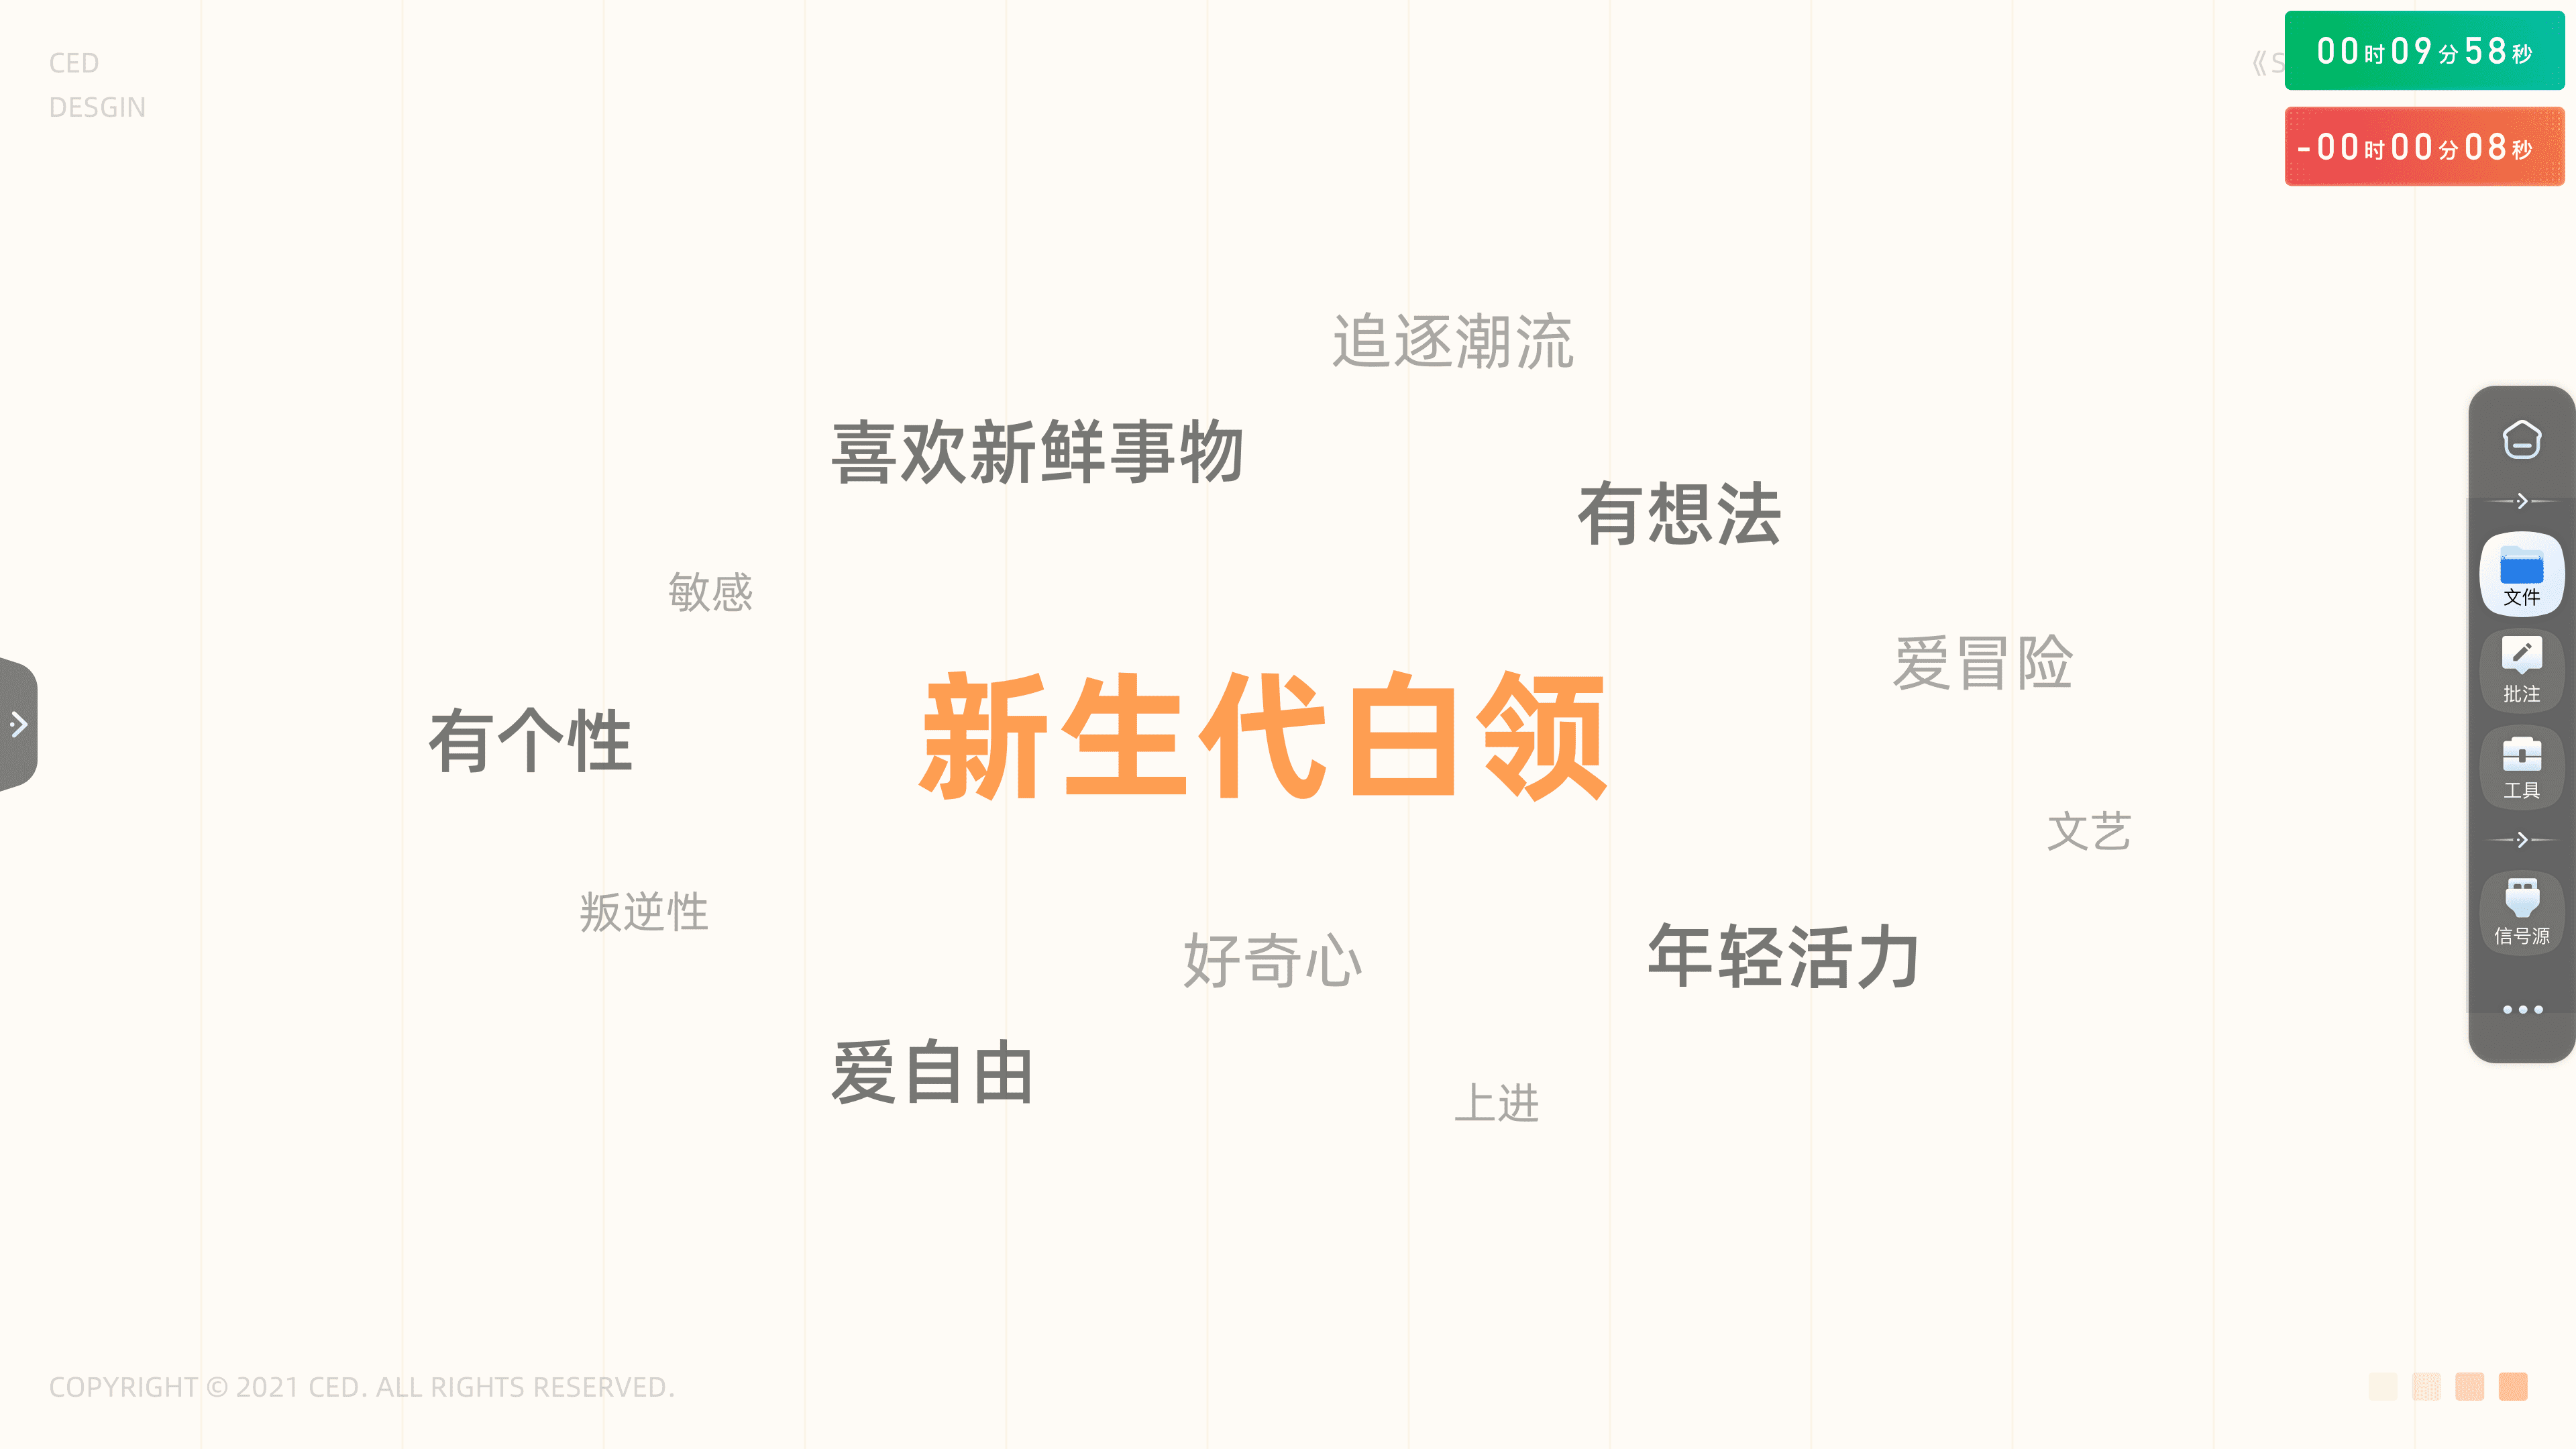 CED
DESGIN
《S
00时09分58秒
-00时00分08秒
追逐潮流
喜欢新鲜事物
有想法
敏感
爱冒险
新生代白领
有个性
文艺
叛逆性
好奇心
年轻活力
爱自由
上进
文件
批注
工具
信号源
COPYRIGHT © 2021 CED. ALL RIGHTS RESERVED.